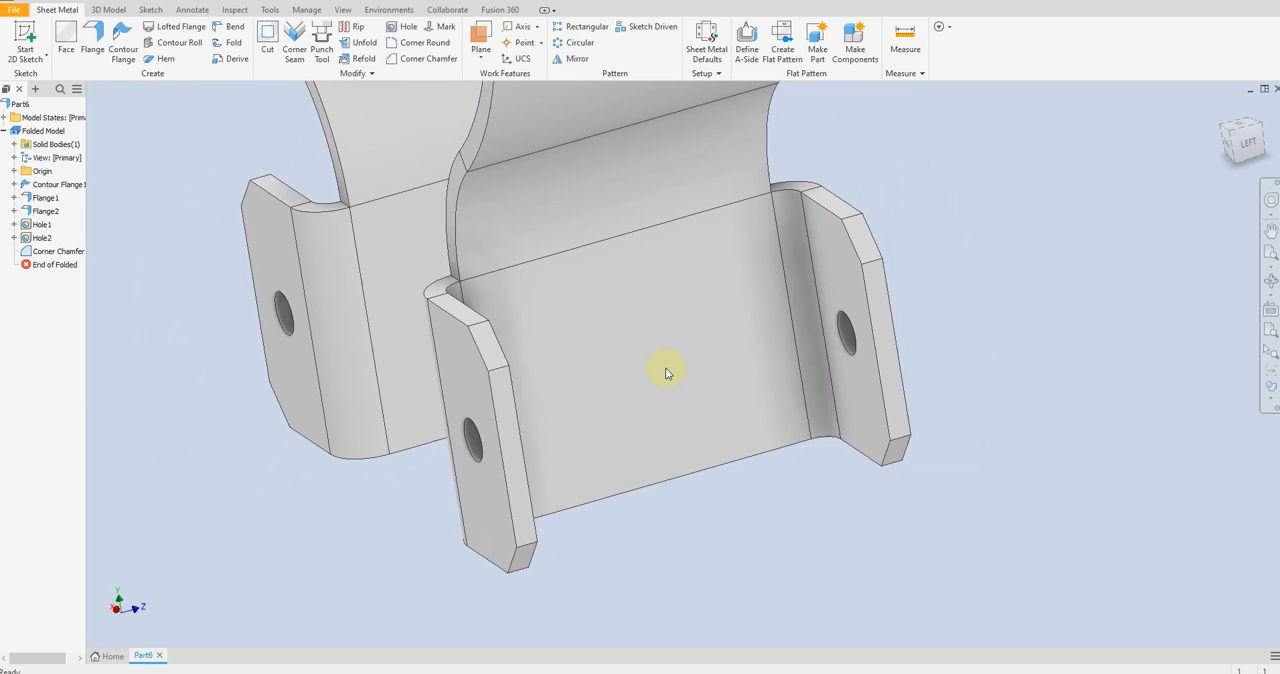 File Sheet Metal 3D Model Sketch Annotate Inspect Tools Manage View Environments Collaborate Fusion 360
Lofted Flange Bend Hole Mark Axis Rectangular Sketch Driven
Contour Roll Fold Rip Unfold Corner Round Point Circular
Hem Derive Refold Corner Chamfer UCS Mirror
Start
2D Sketch
Face Flange Contour
Flange
Cut Corner
Seam
Punch
Tool
Plane
Sheet Metal
Defaults
Define
A-Side
Create
Flat Pattern
Make
Part
Make
Components
Measure
Sketch Create Modify Work Features Pattern Setup Flat Pattern Measure
Part6
Model States: [Prima
Folded Model
Solid Bodies(1)
View: [Primary]
Origin
Contour Flange1
Flange1
Flange2
Hole1
Hole2
Corner Chamfer
End of Folded
LEFT
Y
X
Z
Home Part6
Ready
1 1